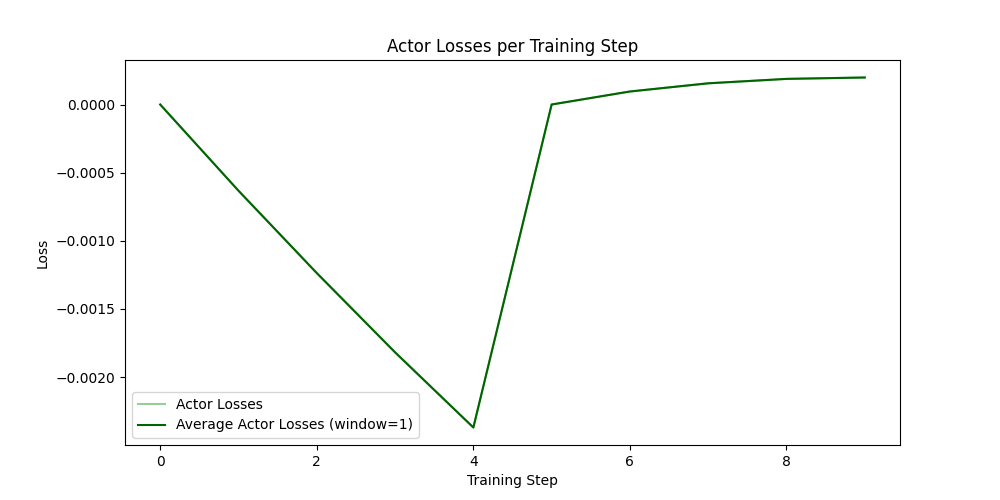 Actor Losses per Training Step
0.0000
−0.0005
−0.0010
−0.0015
−0.0020
Loss
Actor Losses
Average Actor Losses (window=1)
0 2 4 6 8
Training Step